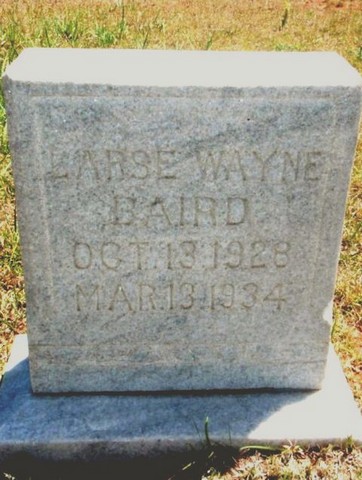 LARSE WAYNE
BAIRD
OCT.13.1928
MAR.13.1934